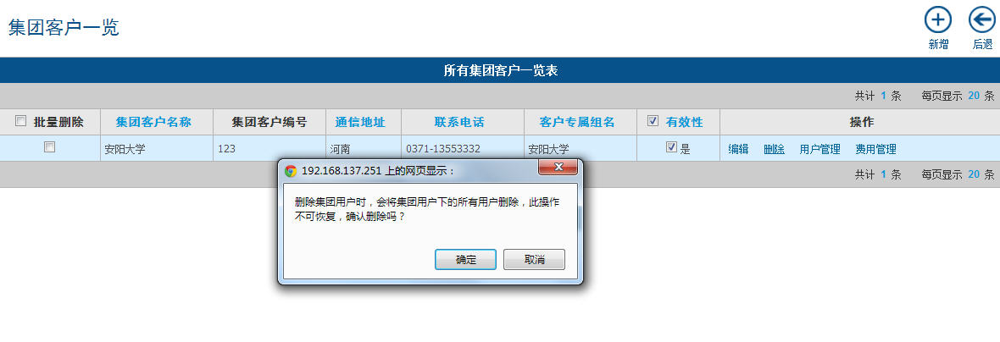 集团客户一览
新增
后退
所有集团客户一览表
共计 1 条 每页显示 20 条
批量删除 集团客户名称 集团客户编号 通信地址 联系电话 客户专属组名 有效性 操作
安阳大学 123 河南 0371-13553332 安阳大学 是 编辑 删除 用户管理 费用管理
共计 1 条 每页显示 20 条
192.168.137.251 上的网页显示：
删除集团用户时，会将集团用户下的所有用户删除，此操作
不可恢复，确认删除吗？
确定 取消